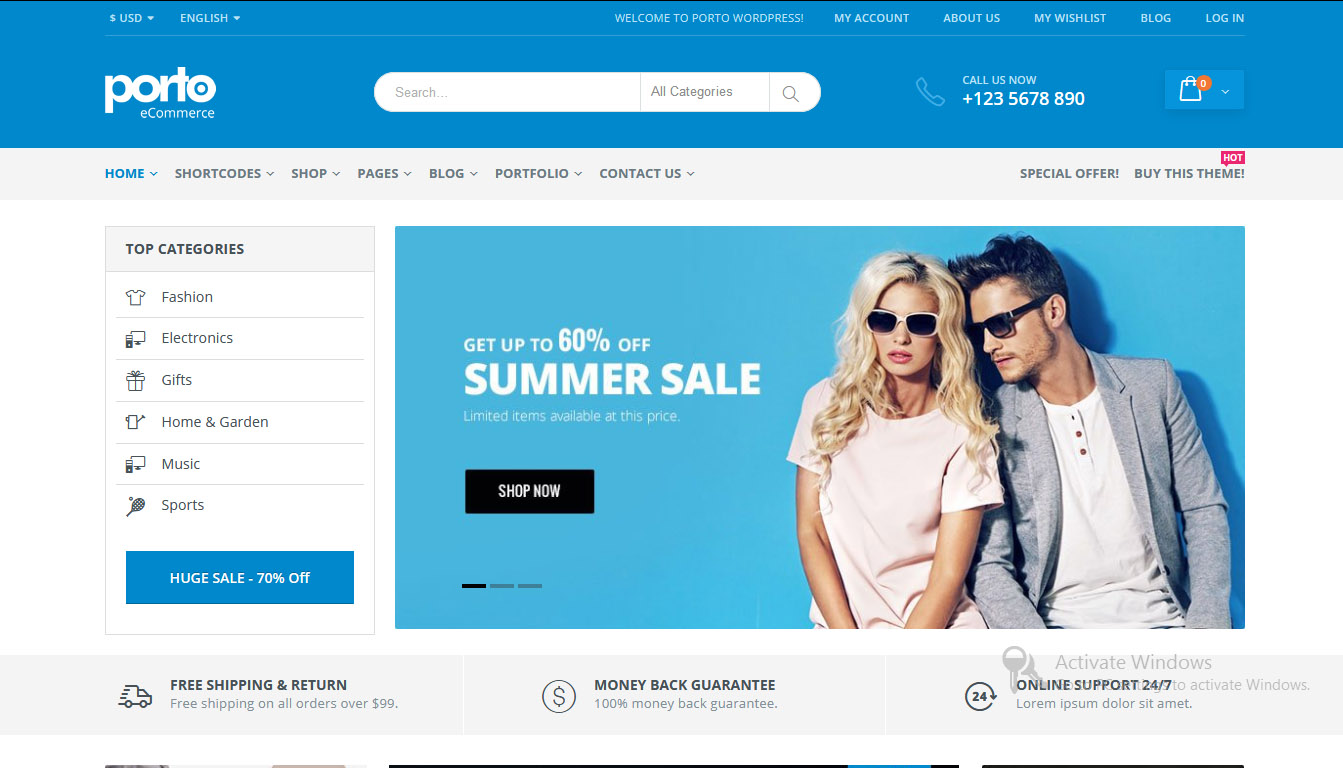 $ USD ENGLISH WELCOME TO PORTO WORDPRESS! MY ACCOUNT ABOUT US MY WISHLIST BLOG LOG IN
porto
eCommerce
Search... All Categories
CALL US NOW
+123 5678 890
0
HOT
HOME SHORTCODES SHOP PAGES BLOG PORTFOLIO CONTACT US SPECIAL OFFER! BUY THIS THEME!
TOP CATEGORIES
Fashion
Electronics
Gifts
Home & Garden
Music
Sports
HUGE SALE - 70% Off
GET UP TO 60% OFF
SUMMER SALE
Limited items available at this price.
SHOP NOW
FREE SHIPPING & RETURN
Free shipping on all orders over $99.
$
MONEY BACK GUARANTEE
100% money back guarantee.
24
ONLINE SUPPORT 24/7
Lorem ipsum dolor sit amet.
Activate Windows
to activate Windows.